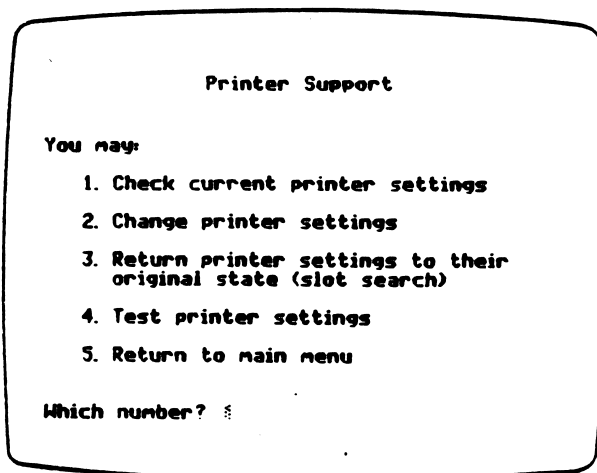 Printer Support
You may:
1. Check current printer settings
2. Change printer settings
3. Return printer settings to their
original state (slot search)
4. Test printer settings
5. Return to main menu
Which number?